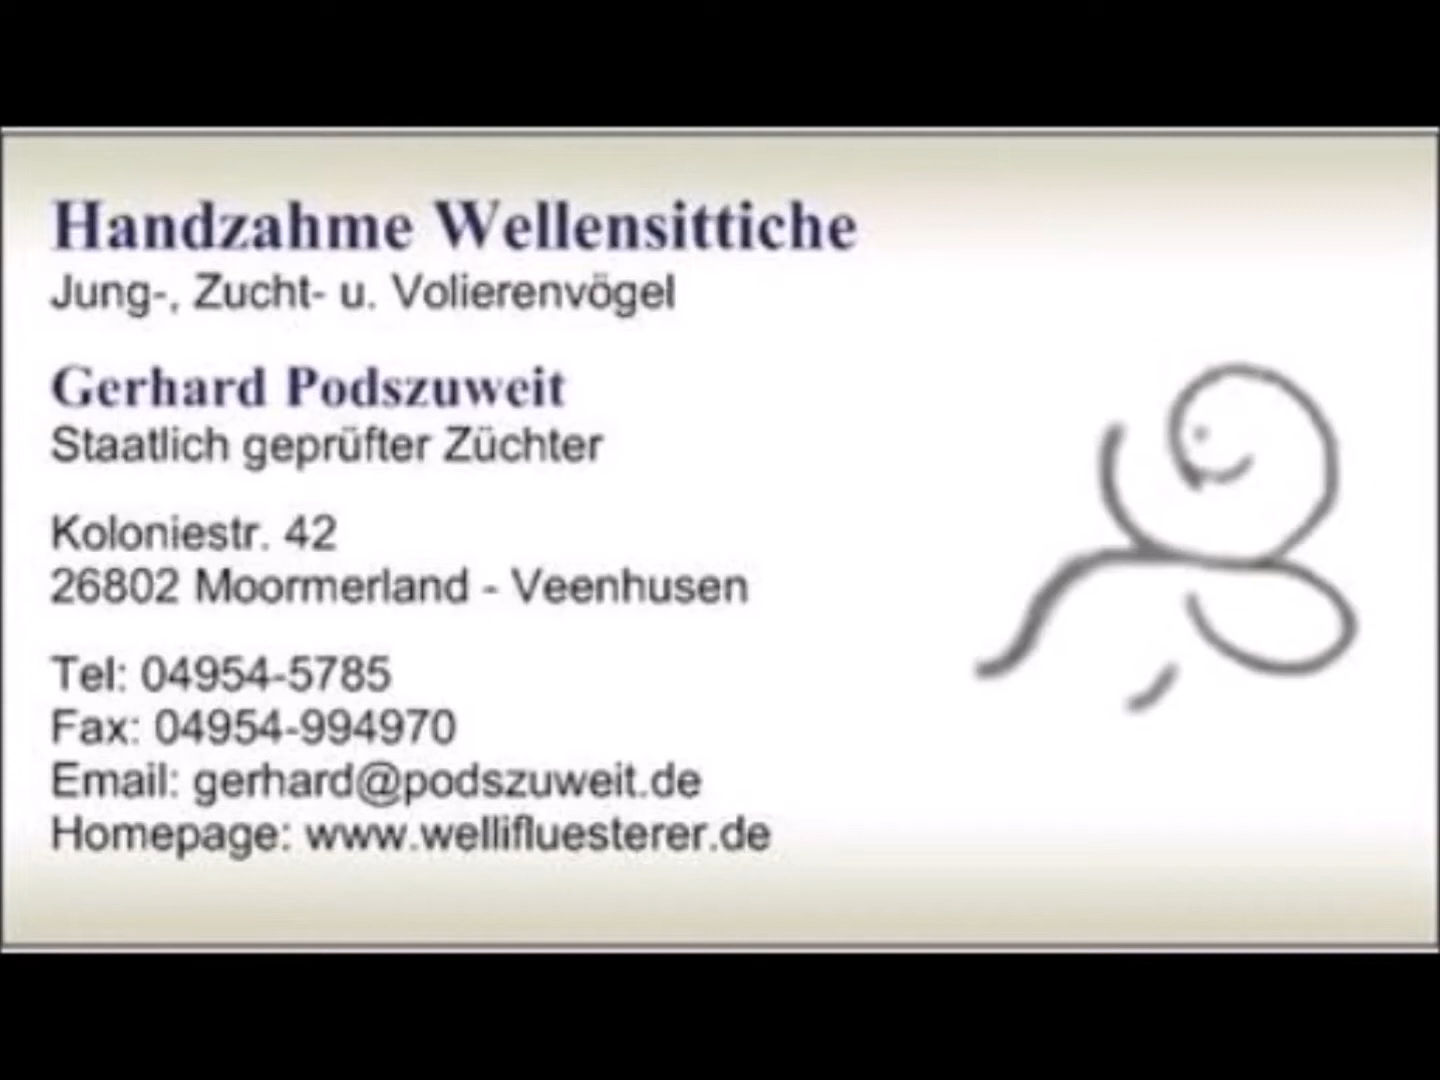 Handzahme Wellensittiche
Jung-, Zucht- u. Volierenvögel
Gerhard Podszuweit
Staatlich geprüfter Züchter
Koloniestr. 42
26802 Moormerland - Veenhusen
Tel: 04954-5785
Fax: 04954-994970
Email: gerhard@podszuweit.de
Homepage: www.wellifluesterer.de